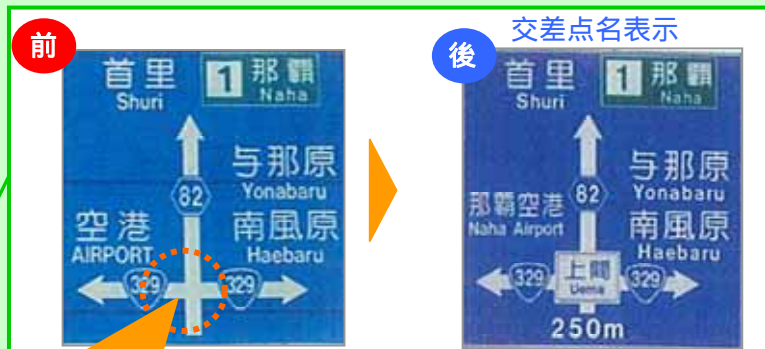 交差点名表示
前
首里
Shuri
1 那覇
Naha
82
与那原
Yonabaru
空港
AIRPORT
南風原
Haebaru
329
329
後
首里
Shuri
1 那覇
Naha
82
与那原
Yonabaru
那覇空港
Naha Airport
南風原
Haebaru
329
上間
Uema
329
250m